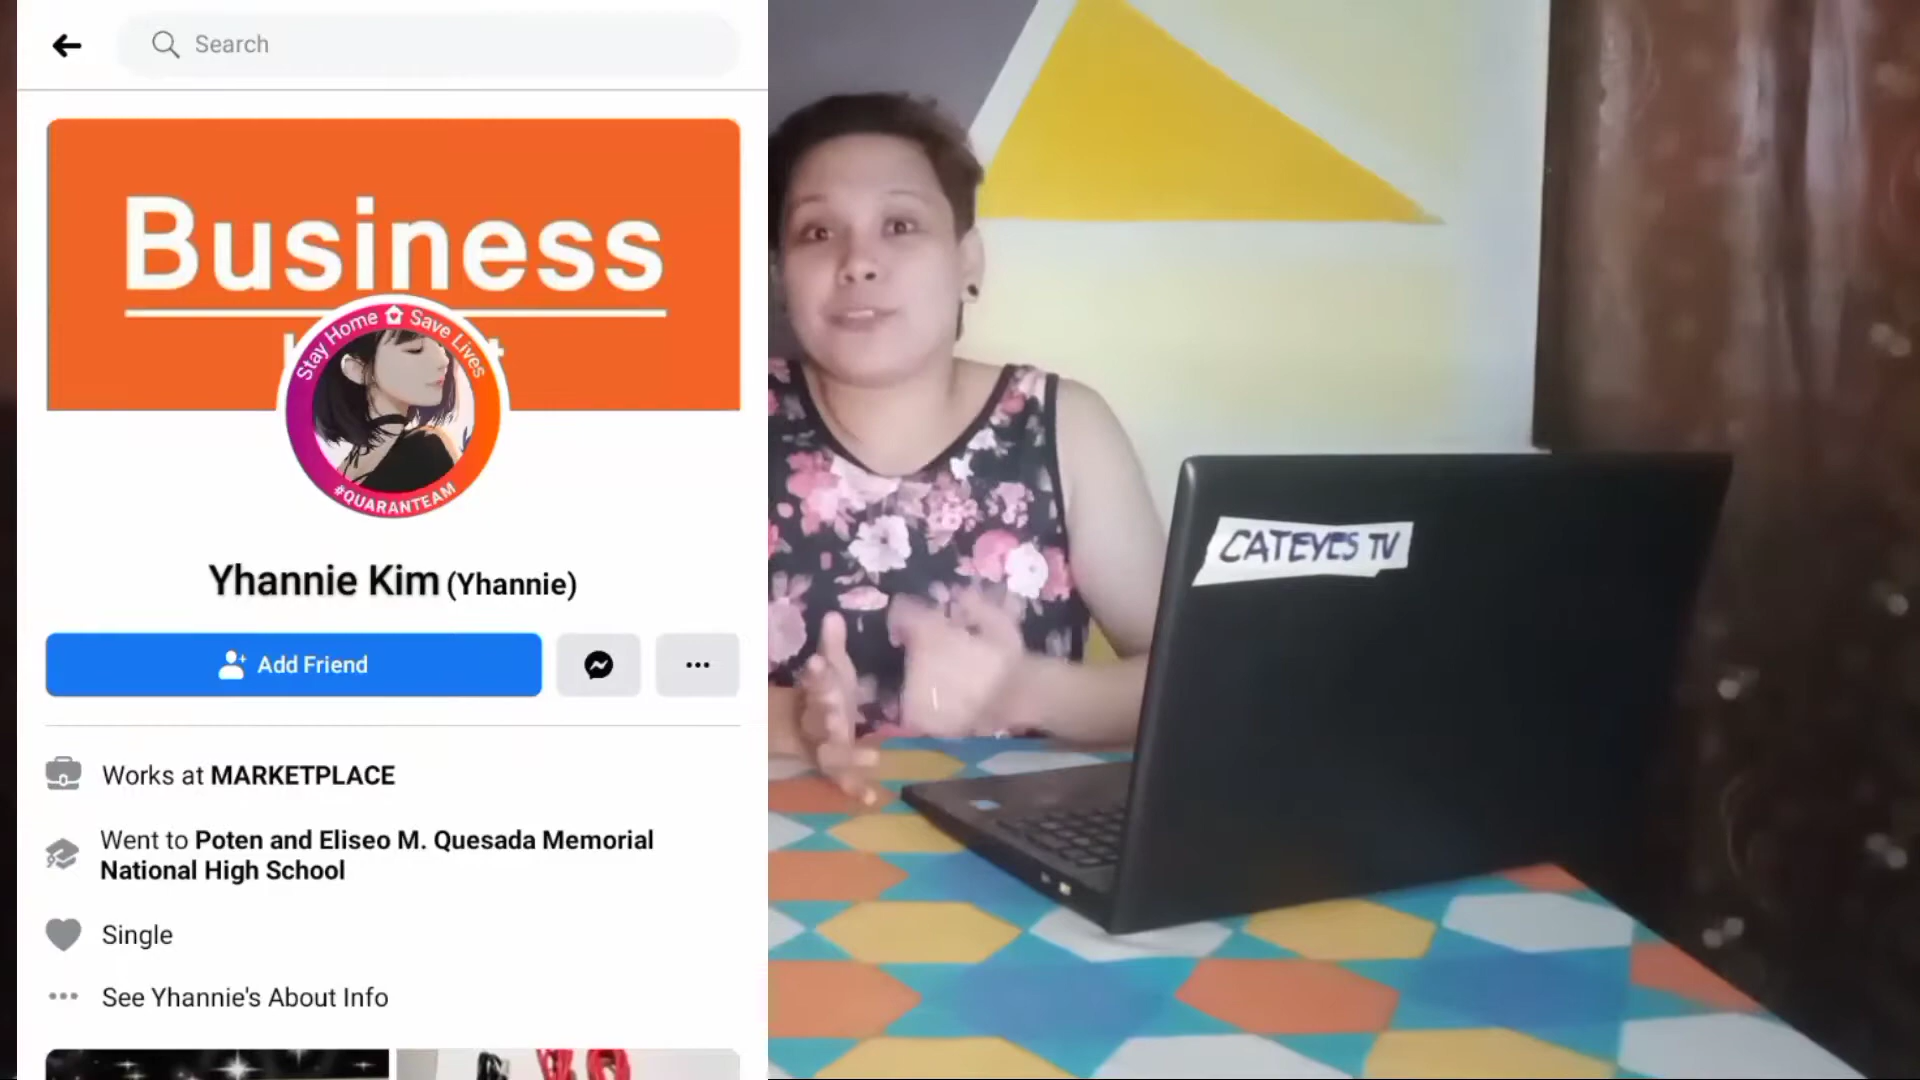 Search
Business
Stay Home Save Lives
#QUARANTEAM
Yhannie Kim (Yhannie)
Add Friend
Works at MARKETPLACE
Went to Poten and Eliseo M. Quesada Memorial
National High School
Single
See Yhannie's About Info
CATEYES TV